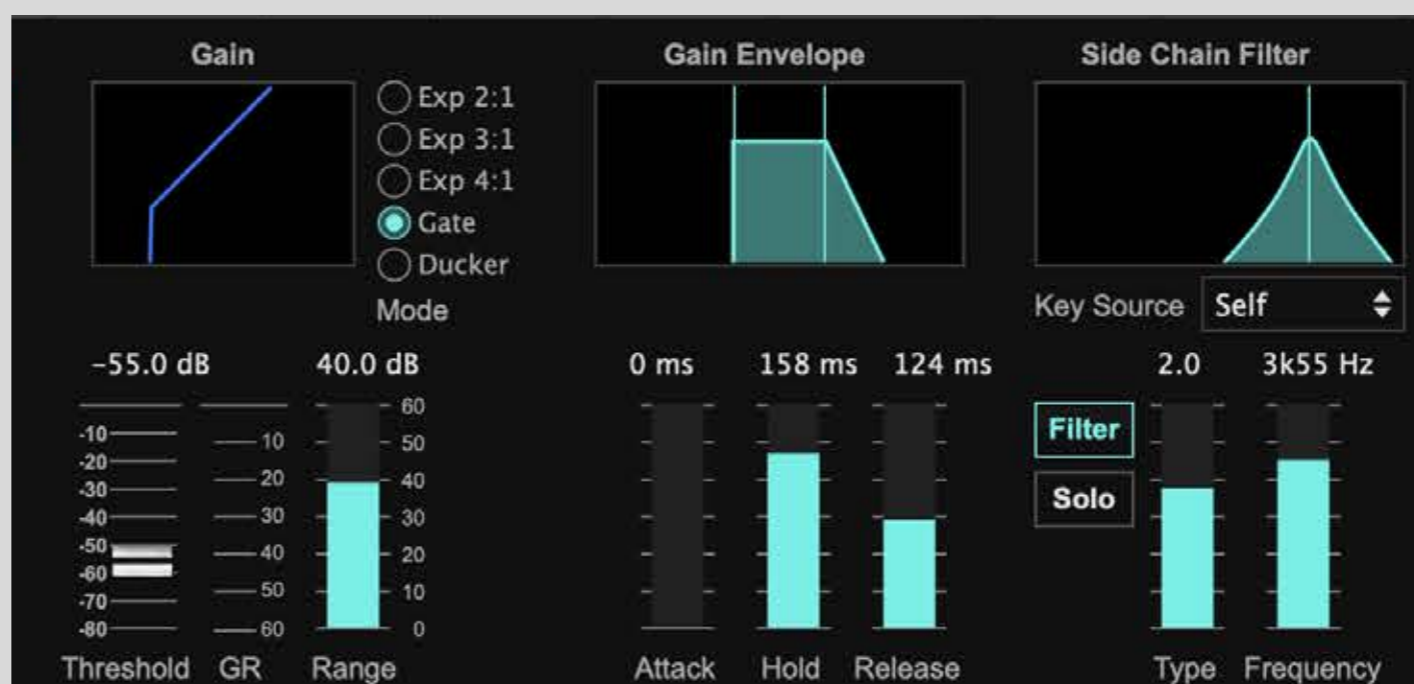 Gain
Gain Envelope
Side Chain Filter
Exp 2:1
Exp 3:1
Exp 4:1
Gate
Ducker
Mode
Key Source Self
-55.0 dB
40.0 dB
0 ms
158 ms
124 ms
2.0
3k55 Hz
-10
-20
-30
-40
-50
-60
-70
-80
10
20
30
40
50
60
60
50
40
30
20
10
0
Filter
Solo
Threshold
GR
Range
Attack
Hold
Release
Type
Frequency